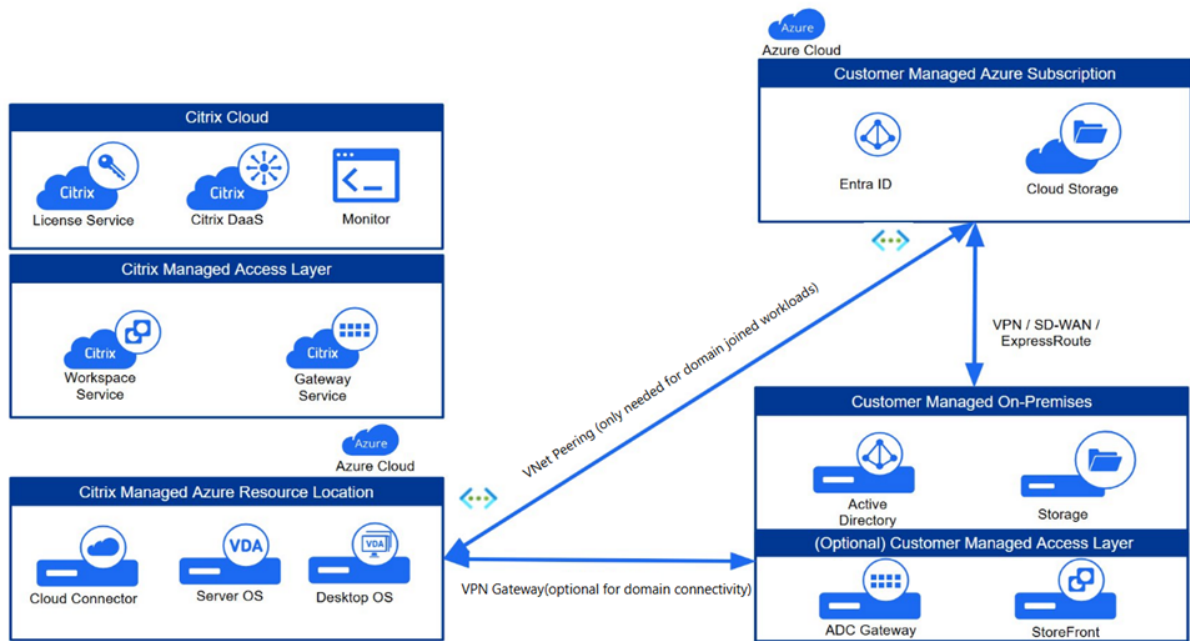 Azure
Azure Cloud
Customer Managed Azure Subscription
Entra ID
Cloud Storage
Citrix Cloud
Citrix
License Service
Citrix
Citrix DaaS
Monitor
Citrix Managed Access Layer
Citrix
Workspace
Service
Citrix
Gateway
Service
VNet Peering (only needed for domain joined workloads)
VPN / SD-WAN /
ExpressRoute
Customer Managed On-Premises
Active
Directory
Storage
(Optional) Customer Managed Access Layer
ADC Gateway
StoreFront
Azure
Azure Cloud
Citrix Managed Azure Resource Location
Cloud Connector
VDA
Server OS
VDA
Desktop OS
VPN Gateway(optional for domain connectivity)